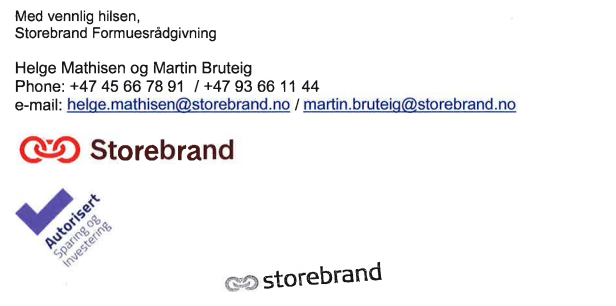 Med vennlig hilsen,
Storebrand Formuesrådgivning
Helge Mathisen og Martin Bruteig
Phone: +47 45 66 78 91 / +47 93 66 11 44
e-mail: helge.mathisen@storebrand.no / martin.bruteig@storebrand.no
Storebrand
Autorisert
Sparing og
Investering
storebrand